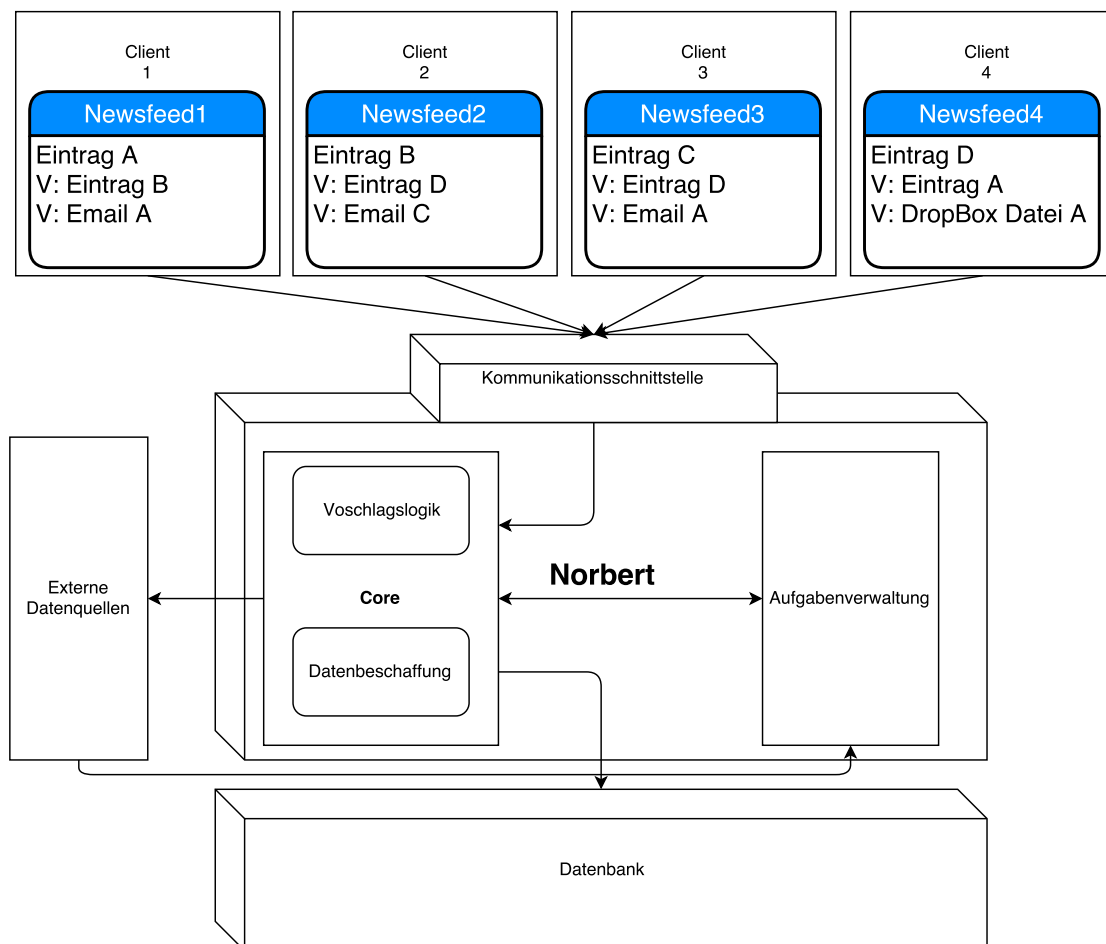 Client
1
Newsfeed1
Eintrag A
V: Eintrag B
V: Email A
Client
2
Newsfeed2
Eintrag B
V: Eintrag D
V: Email C
Client
3
Newsfeed3
Eintrag C
V: Eintrag D
V: Email A
Client
4
Newsfeed4
Eintrag D
V: Eintrag A
V: DropBox Datei A
Kommunikationsschnittstelle
Externe
Datenquellen
Voschlagslogik
Core
Datenbeschaffung
Norbert
Aufgabenverwaltung
Datenbank